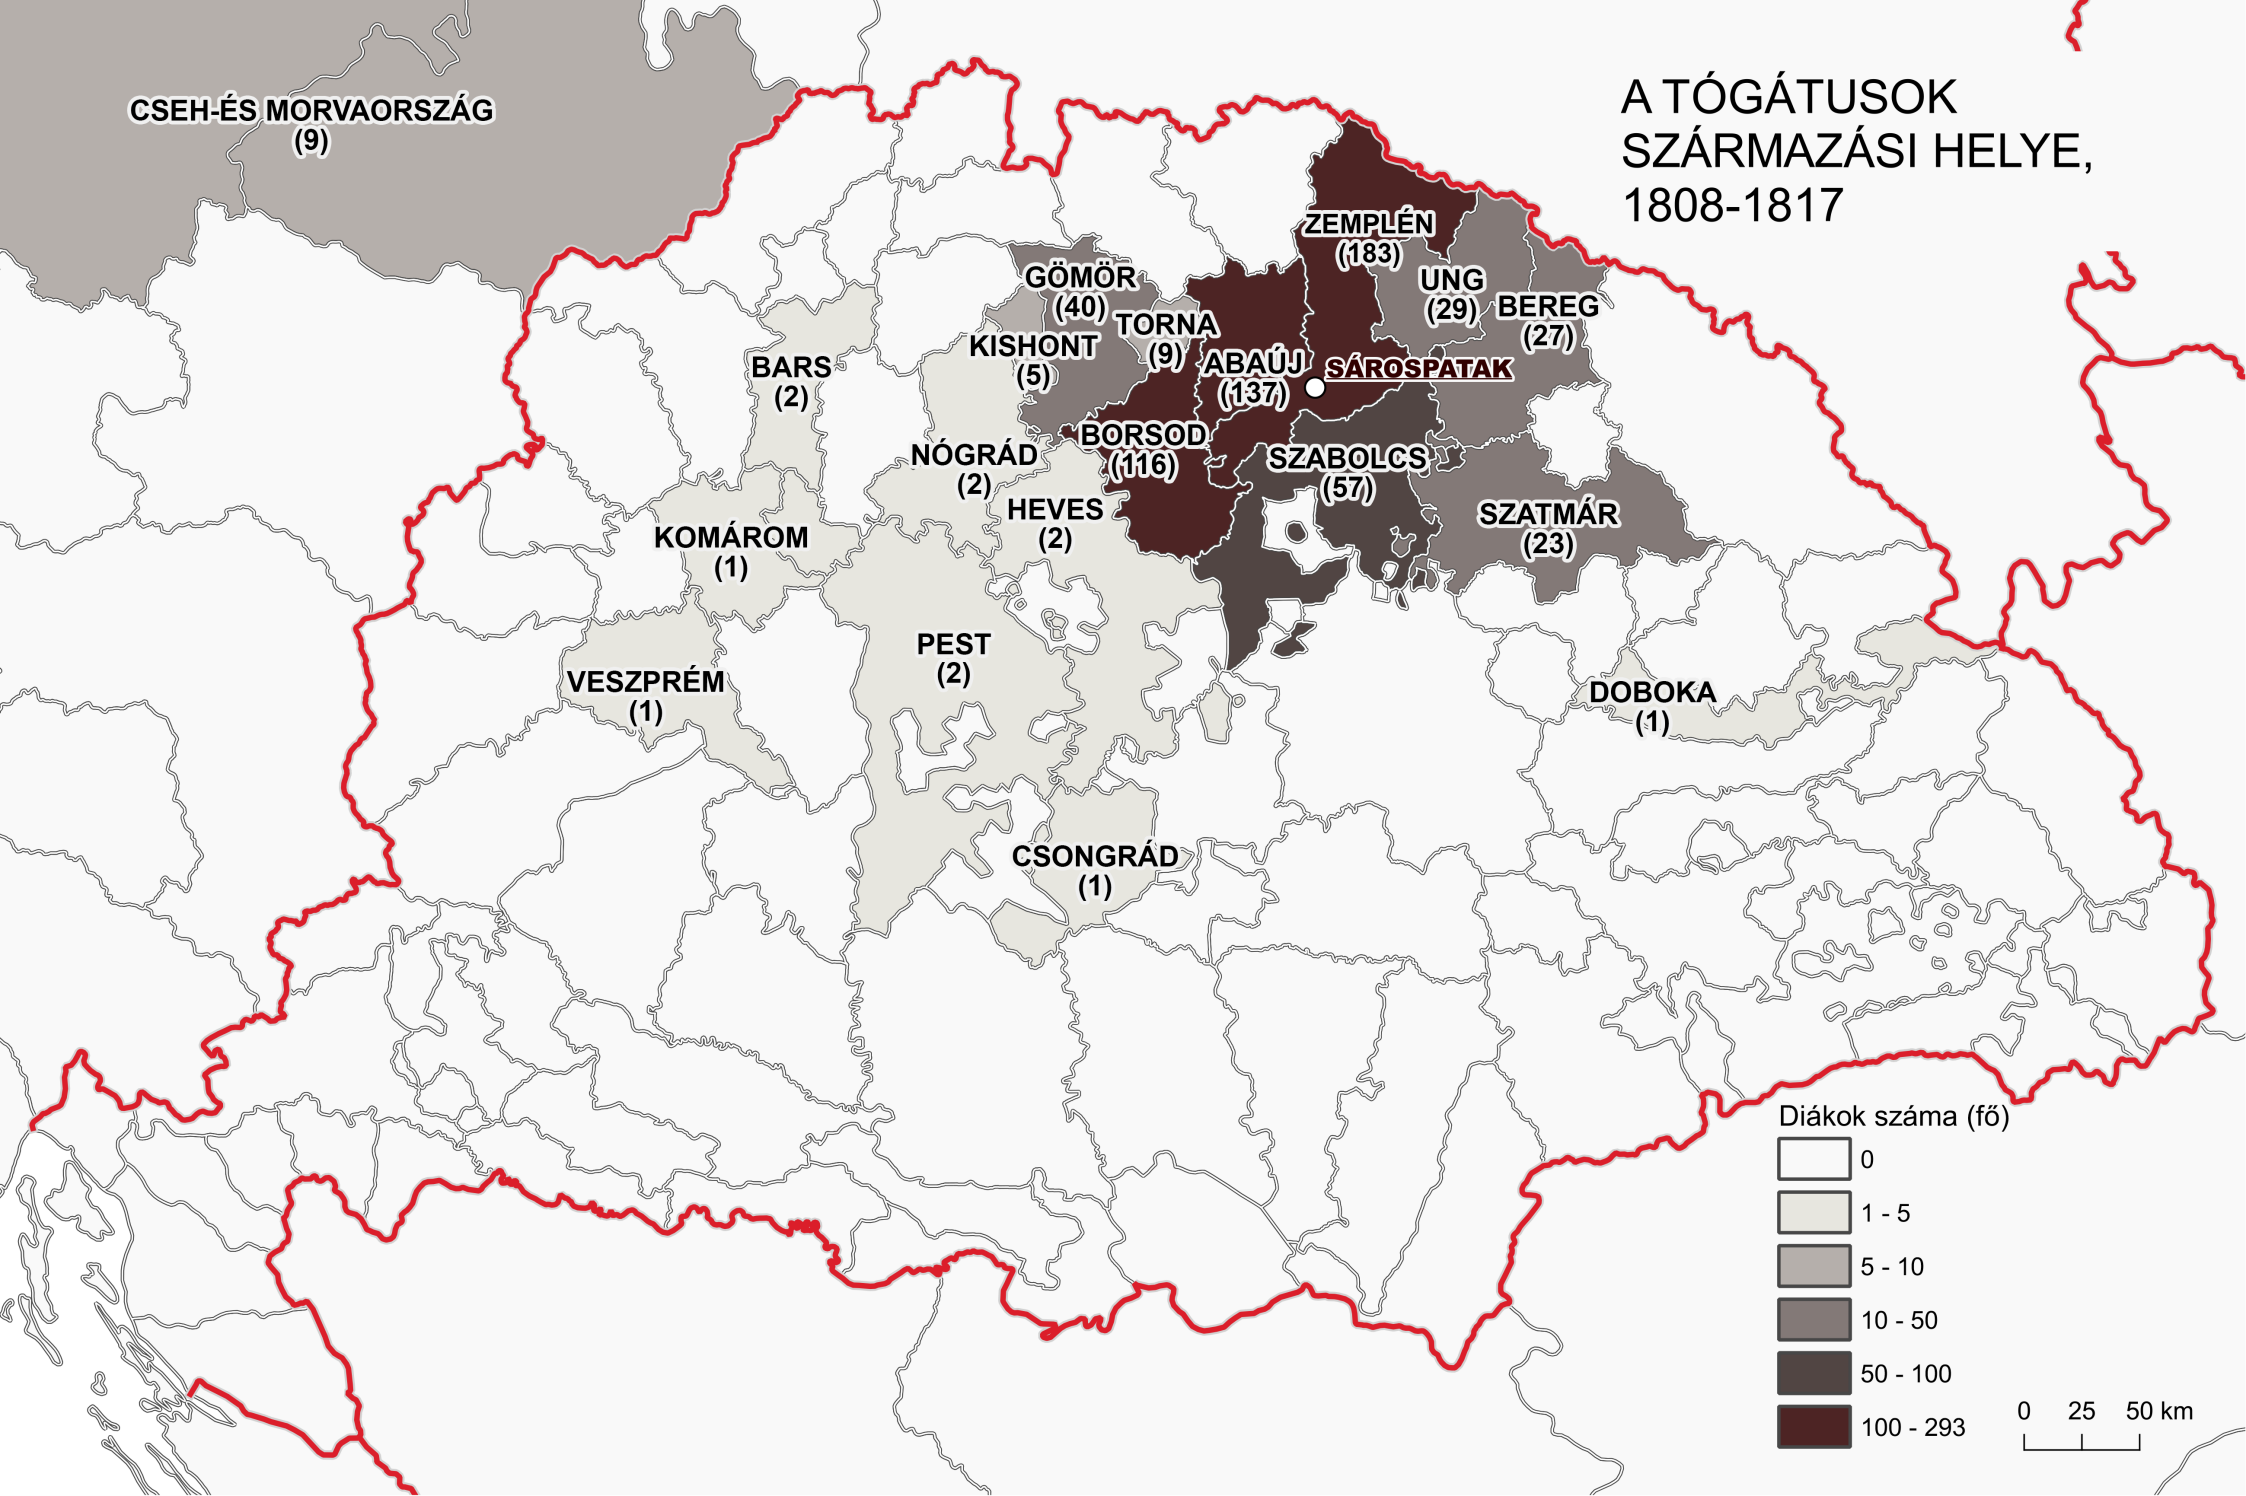 A TÓGÁTUSOK
SZÁRMAZÁSI HELYE,
1808-1817
CSEH-ÉS MORVAORSZÁG
(9)
ZEMPLÉN
(183)
GÖMÖR
(40)
UNG
(29)
BEREG
(27)
TORNA
(9)
KISHONT
(5)
ABAÚJ
(137)
SÁROSPATAK
BARS
(2)
BORSOD
(116)
NÓGRÁD
(2)
SZABOLCS
(57)
HEVES
(2)
SZATMÁR
(23)
KOMÁROM
(1)
PEST
(2)
VESZPRÉM
(1)
DOBOKA
(1)
CSONGRÁD
(1)
Diákok száma (fő)
0
1 - 5
5 - 10
10 - 50
50 - 100
100 - 293
0 25 50 km